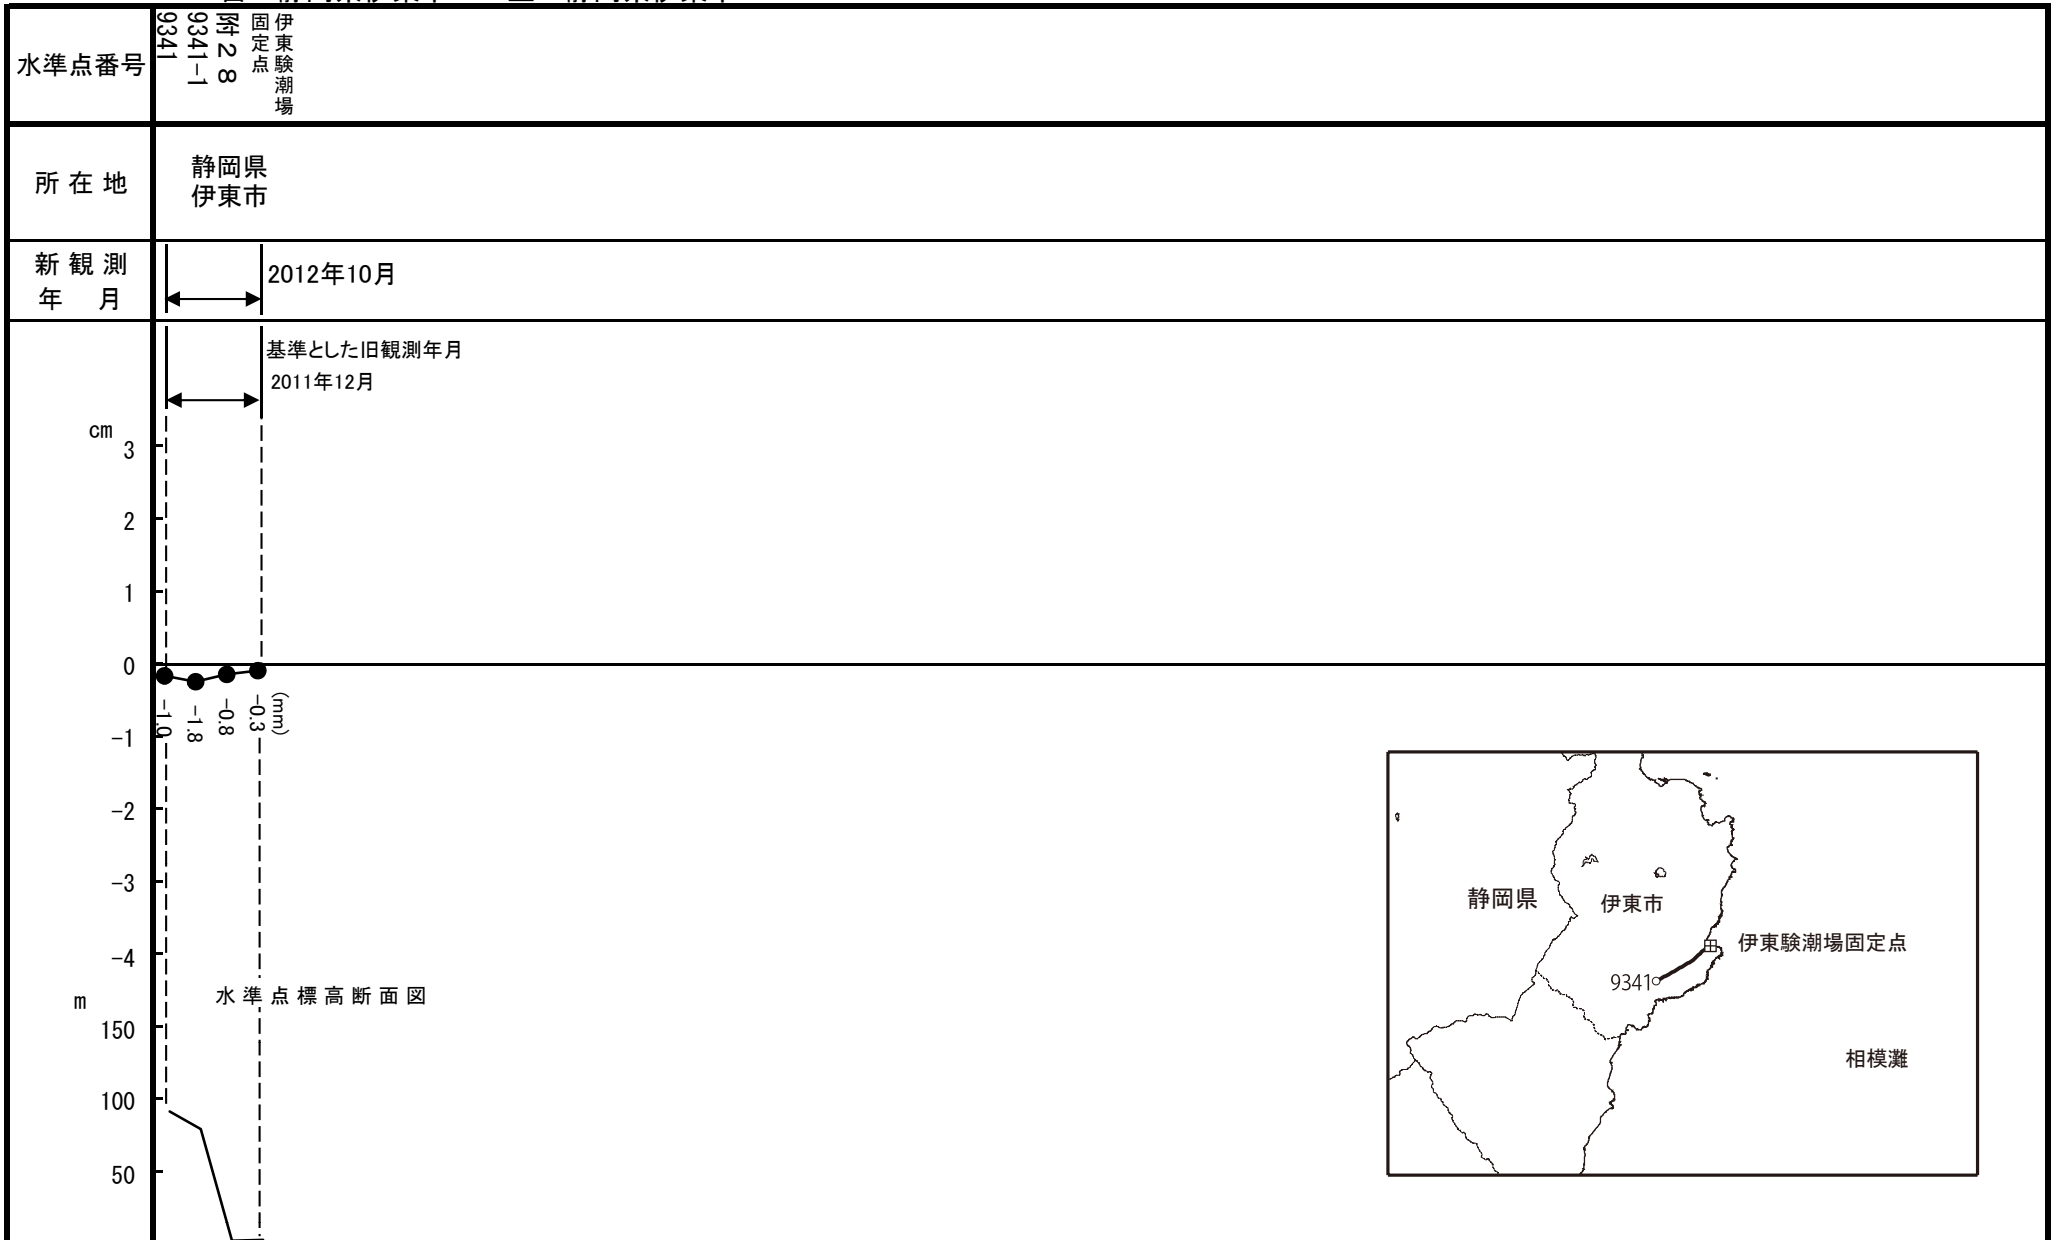 水準点番号
9341
9341-1
附28
固定点
伊東験潮場
所在地
静岡県
伊東市
新観測
年 月
2012年10月
基準とした旧観測年月
2011年12月
cm
3
2
1
0
-1
-2
-3
-4
-1.0
-1.8
-0.8
-0.3
(mm)
水準点標高断面図
m
150
100
50
静岡県
伊東市
伊東験潮場固定点
9341
相模灘